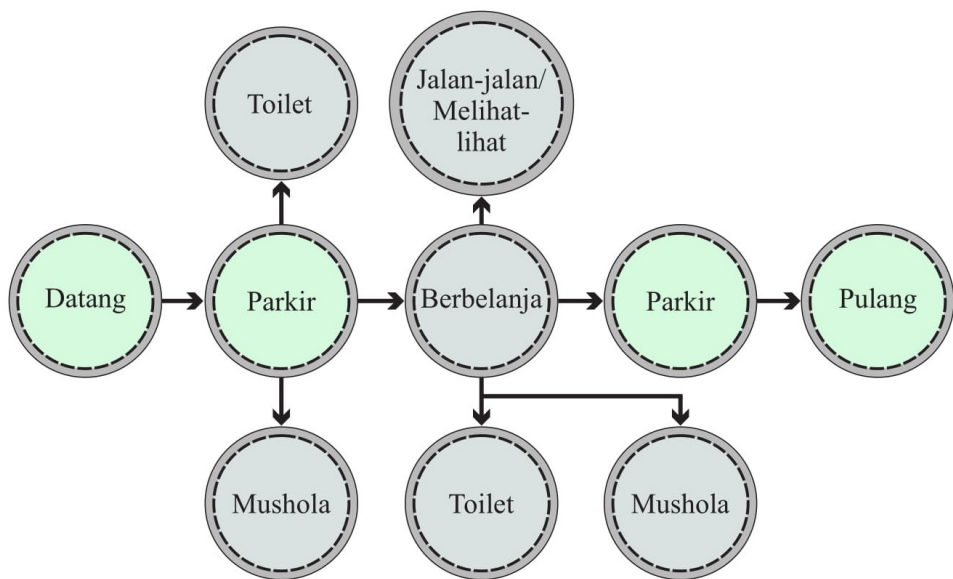 Toilet
Jalan-jalan/
Melihat-
lihat
Datang
Parkir
Berbelanja
Parkir
Pulang
Mushola
Toilet
Mushola